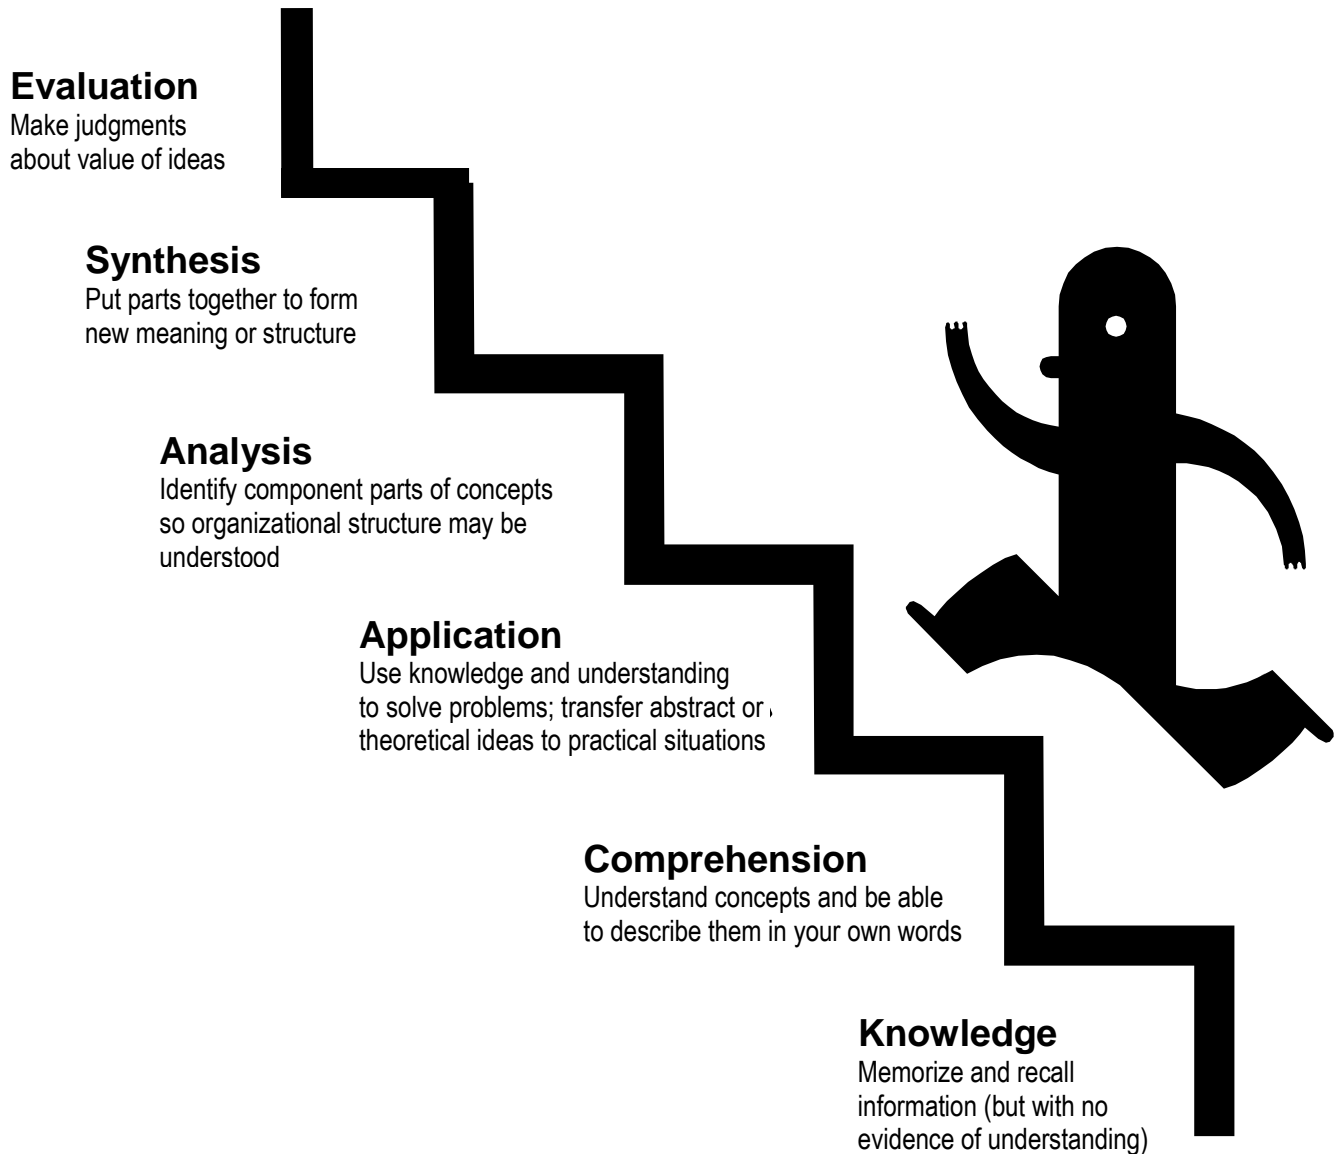 Evaluation
Make judgments
about value of ideas
Synthesis
Put parts together to form
new meaning or structure
Analysis
Identify component parts of concepts
so organizational structure may be
understood
Application
Use knowledge and understanding
to solve problems; transfer abstract or
theoretical ideas to practical situations
Comprehension
Understand concepts and be able
to describe them in your own words
Knowledge
Memorize and recall
information (but with no
evidence of understanding)